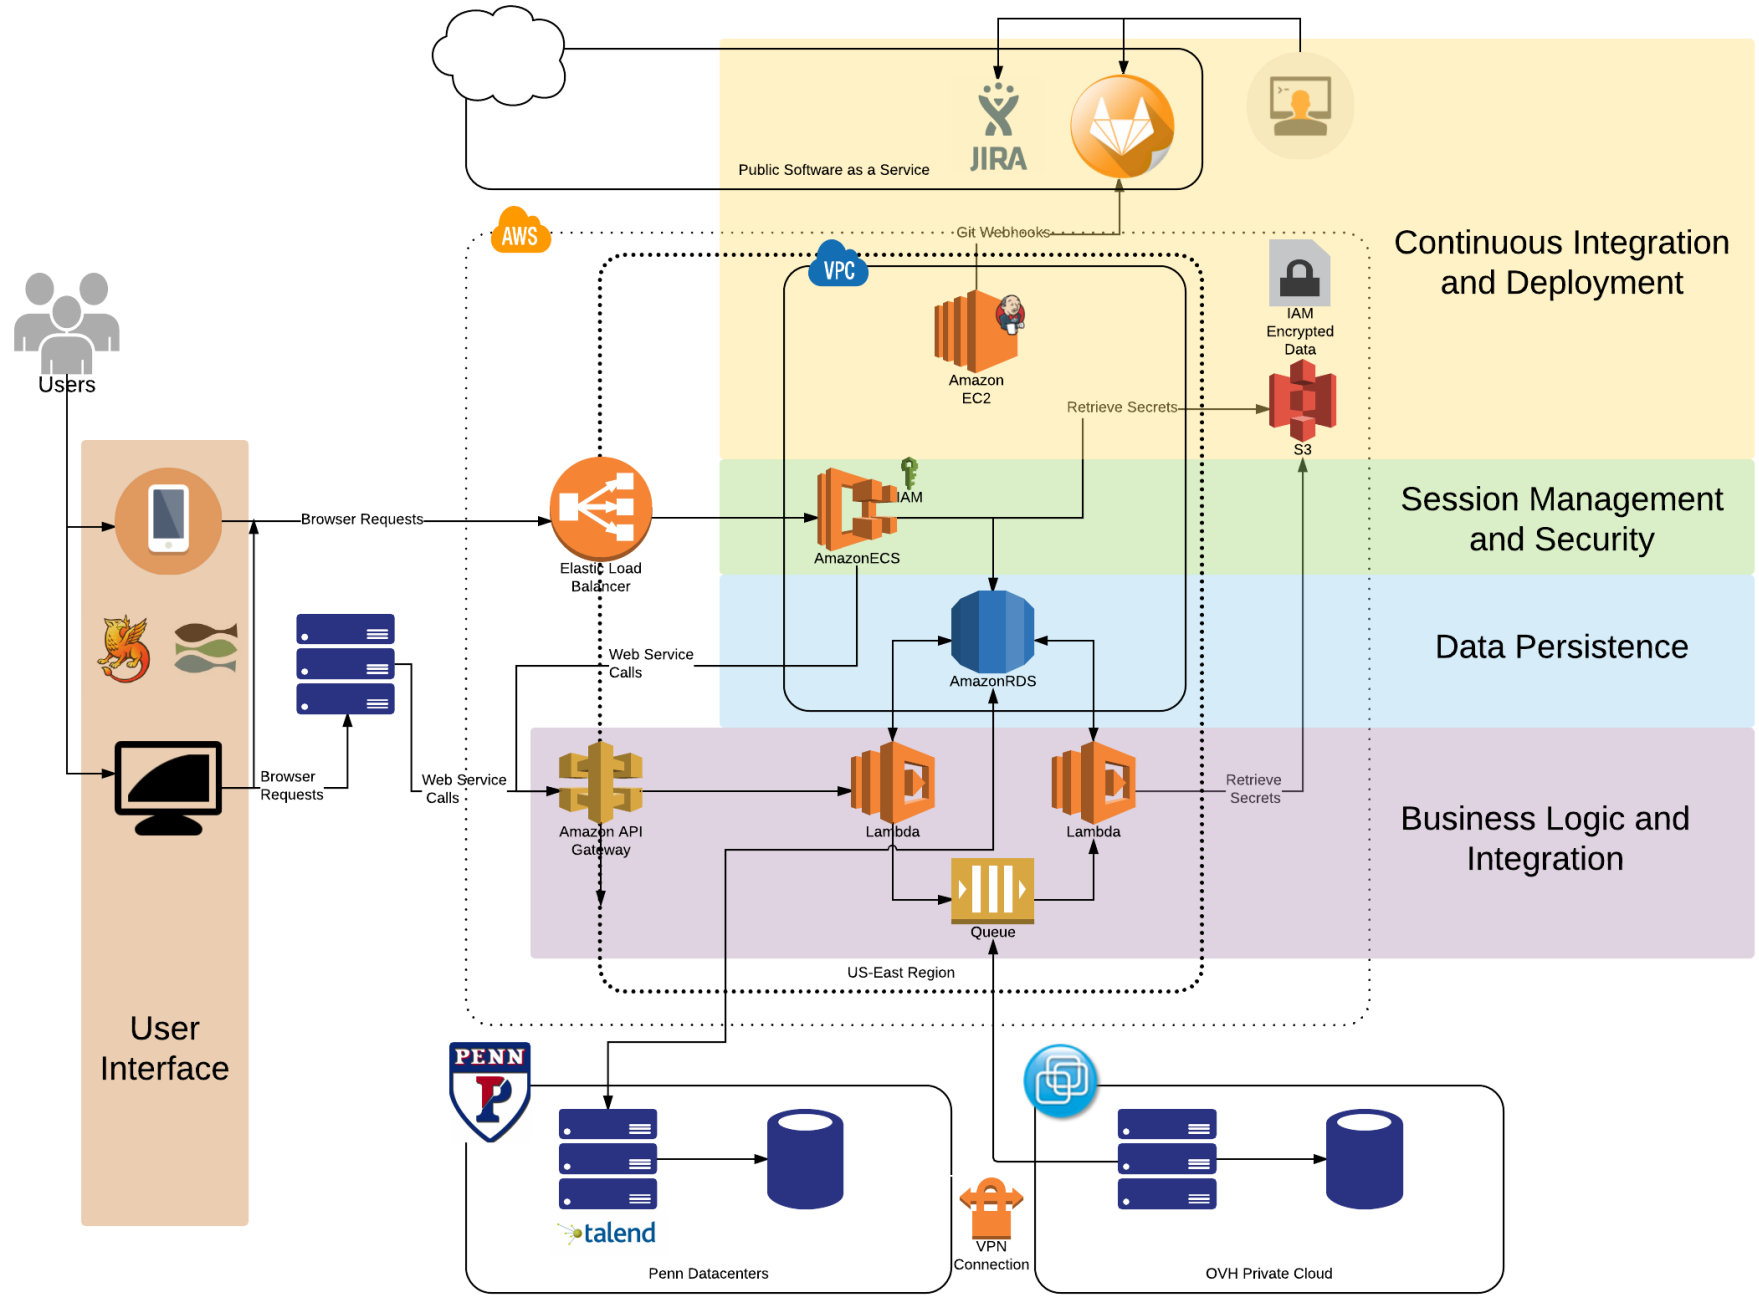 JIRA
Public Software as a Service
AWS
Git Webhooks
VPC
Continuous Integration
and Deployment
IAM
Encrypted
Data
Amazon
EC2
Users
Retrieve Secrets
S3
IAM
Session Management
and Security
Browser Requests
AmazonECS
Elastic Load
Balancer
Web Service
Calls
AmazonRDS
Data Persistence
Browser
Requests
Web Service
Calls
Retrieve
Secrets
Amazon API
Gateway
Lambda
Lambda
Business Logic and
Integration
Queue
US-East Region
User
Interface
PENN
P
talend
VPN
Connection
Penn Datacenters
OVH Private Cloud